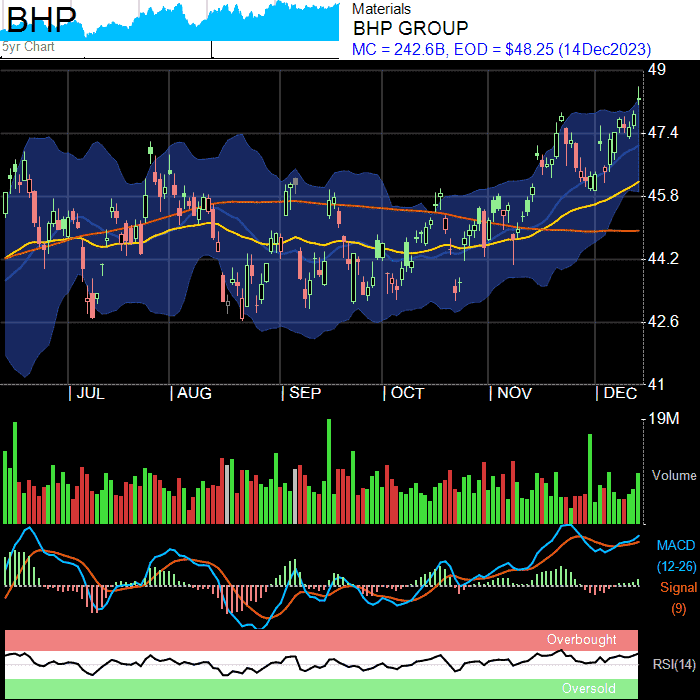 BHP
5yr Chart
Materials
BHP GROUP
MC = 242.6B, EOD = $48.25 (14Dec2023)
49
47.4
45.8
44.2
42.6
41
JUL AUG SEP OCT NOV DEC
19M
Volume
MACD
(12-26)
Signal
(9)
Overbought
RSI(14)
Oversold